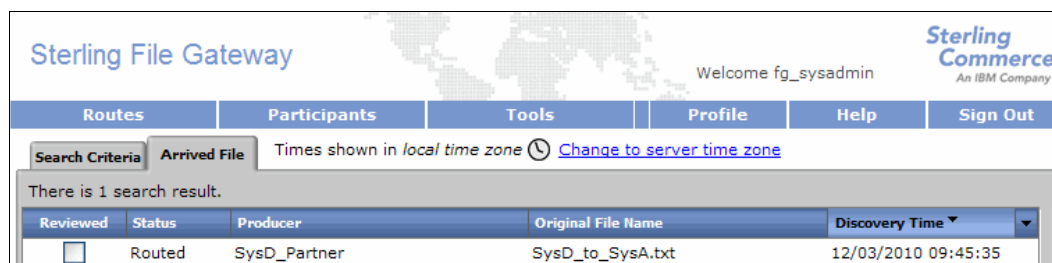 Sterling File Gateway
Welcome fg_sysadmin
Sterling
Commerce
An IBM Company
Routes Participants Tools Profile Help Sign Out
Search Criteria Arrived File Times shown in local time zone Change to server time zone
There is 1 search result.
Reviewed Status Producer Original File Name Discovery Time
Routed SysD_Partner SysD_to_SysA.txt 12/03/2010 09:45:35